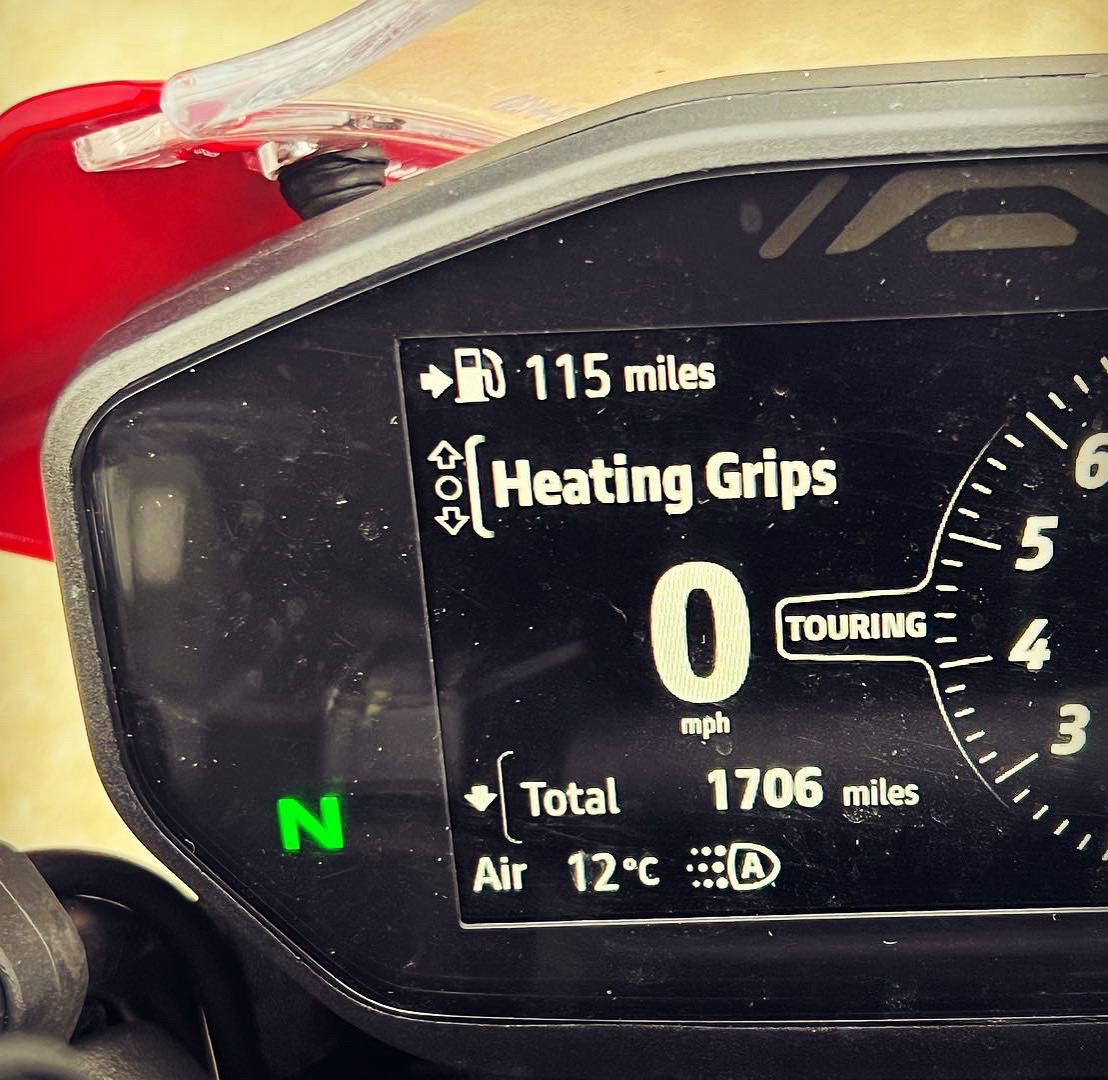 115 miles
Heating Grips
6
5
0
TOURING
4
mph
3
Total 1706 miles
N
Air 12°C A